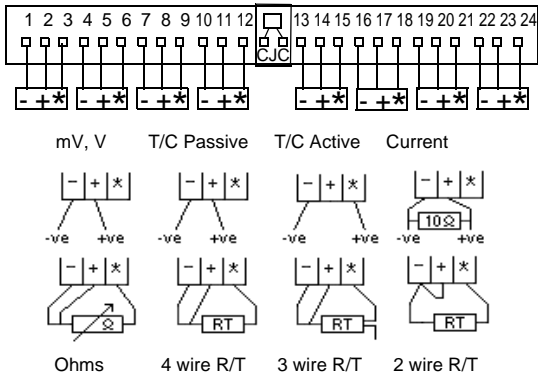 1 2 3 4 5 6 7 8 9 10 11 12 13 14 15 16 17 18 19 20 21 22 23 24
CJC
- + * - + * - + * - + * - + * - + * - + * - + *
mV, V T/C Passive T/C Active Current
- + * - + * - + * - + *
10Ω
-ve +ve -ve +ve -ve +ve -ve +ve
- + * - + * - + * - + *
Ω RT RT RT
Ohms 4 wire R/T 3 wire R/T 2 wire R/T